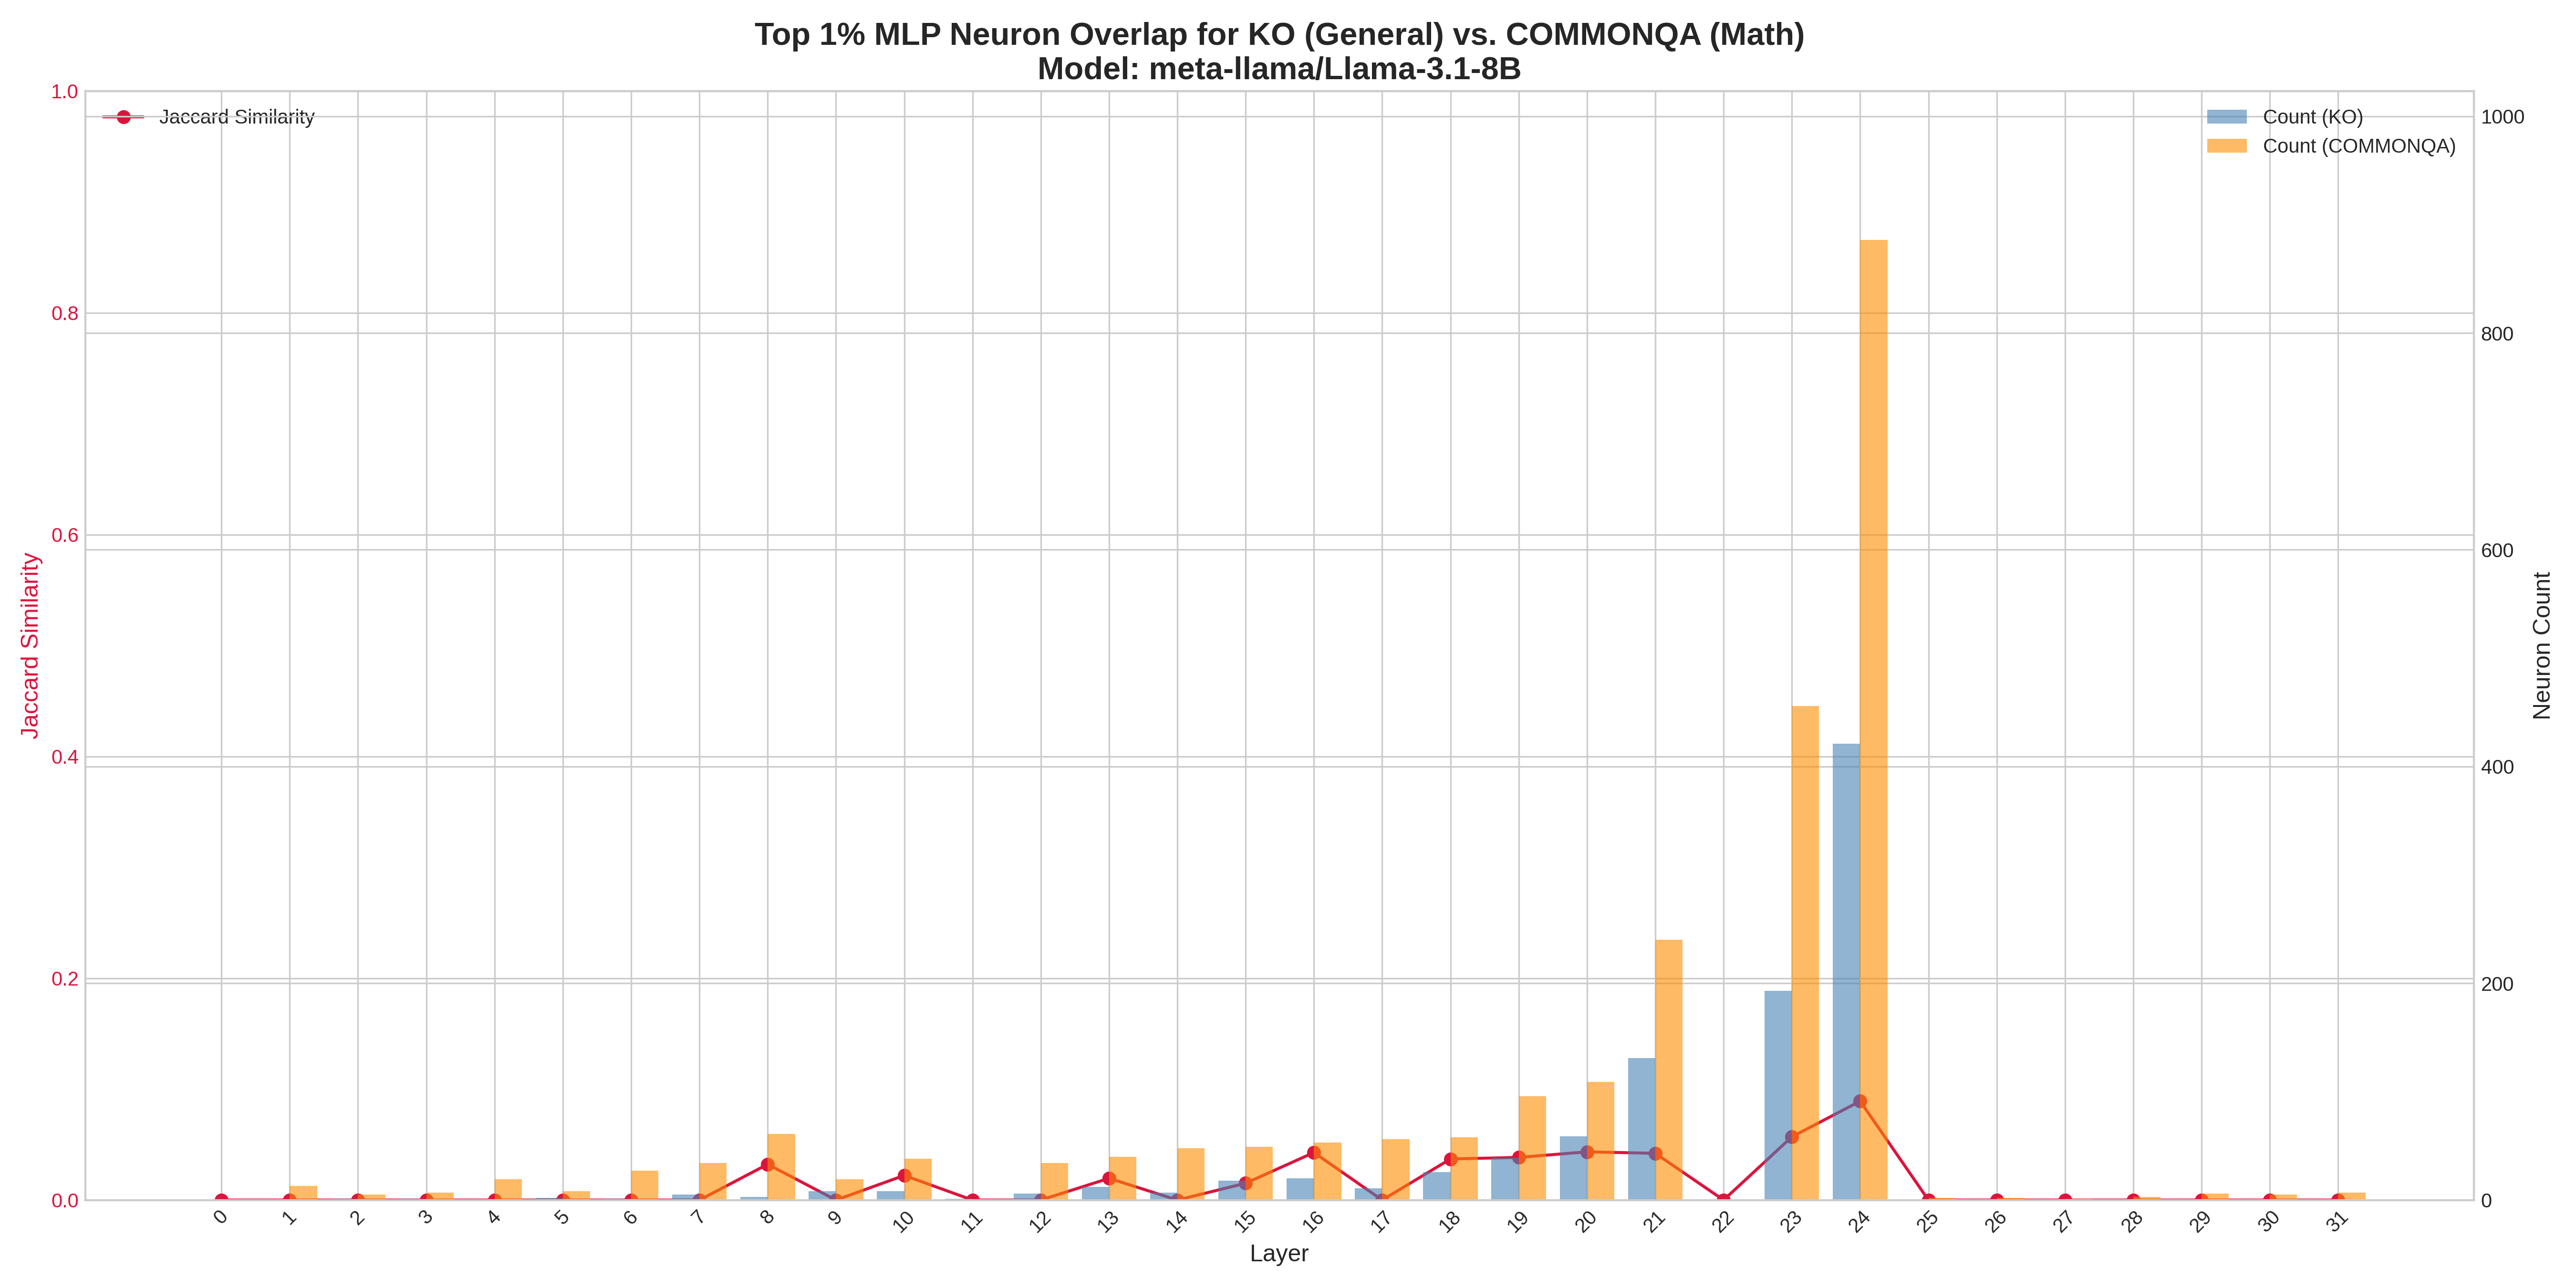 Top 1% MLP Neuron Overlap for KO (General) vs. COMMONQA (Math)
Model: meta-llama/Llama-3.1-8B
Jaccard Similarity
Count (KO)
Count (COMMONQA)
1.0
0.8
0.6
0.4
0.2
0.0
Jaccard Similarity
1000
800
600
400
200
0
Neuron Count
0 1 2 3 4 5 6 7 8 9 10 11 12 13 14 15 16 17 18 19 20 21 22 23 24 25 26 27 28 29 30 31
Layer